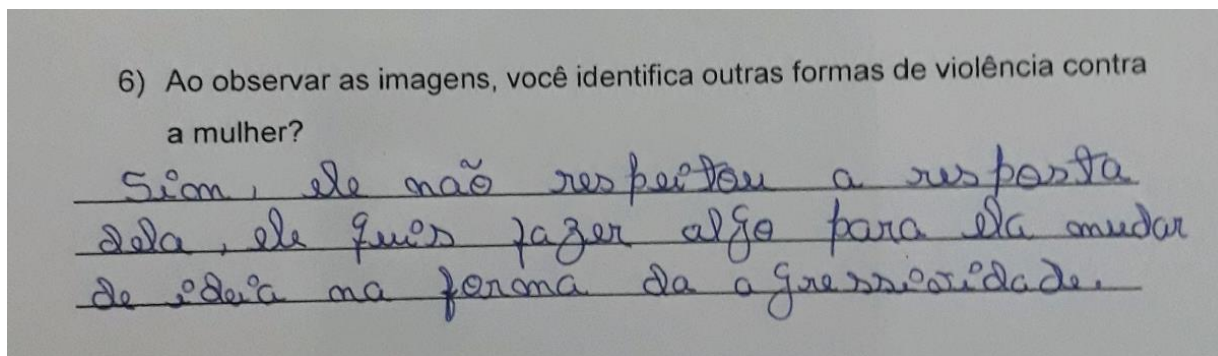 6) Ao observar as imagens, você identifica outras formas de violência contra
a mulher?
Sim, ele não respeitou a resposta
dela, ele quis fazer algo para ela mudar
de ideia na forma da agressividade.